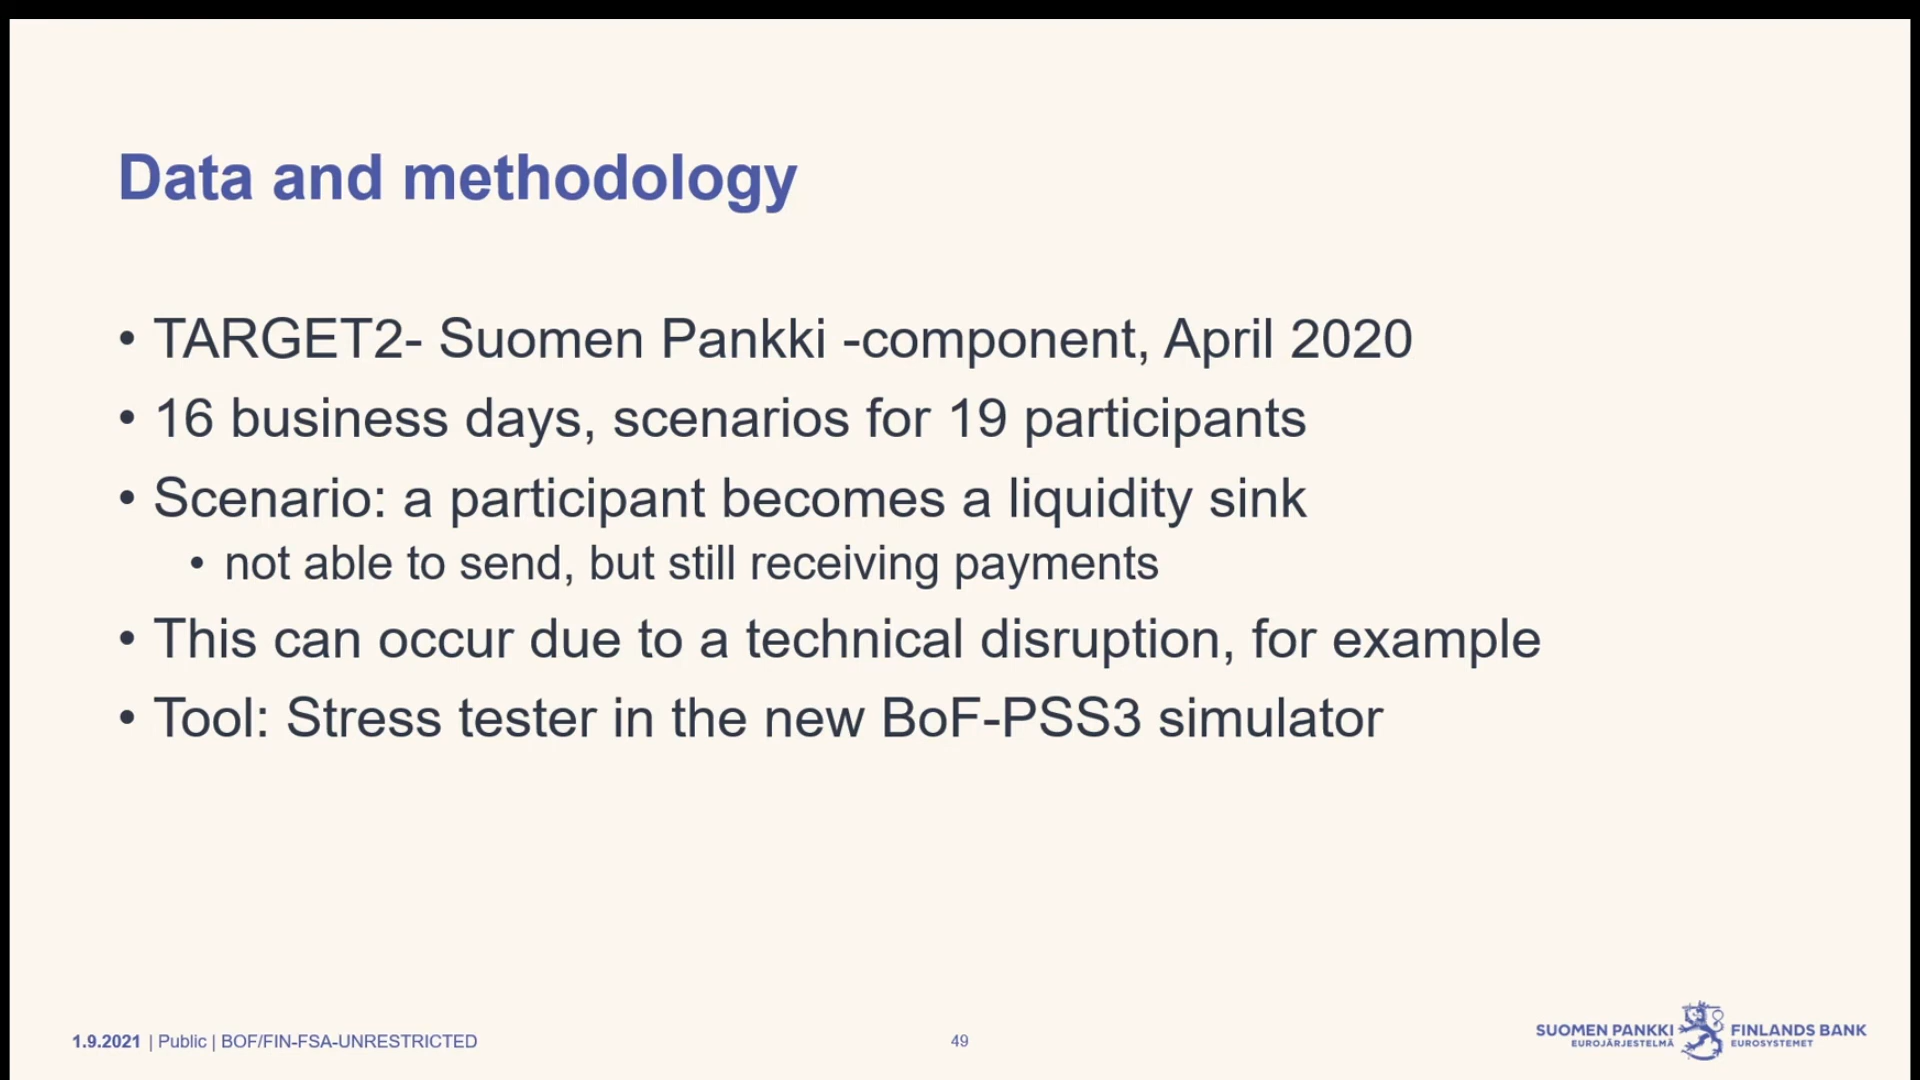 Data and methodology
• TARGET2- Suomen Pankki -component, April 2020
• 16 business days, scenarios for 19 participants
• Scenario: a participant becomes a liquidity sink
• not able to send, but still receiving payments
• This can occur due to a technical disruption, for example
• Tool: Stress tester in the new BoF-PSS3 simulator
1.9.2021 | Public | BOF/FIN-FSA-UNRESTRICTED
49
SUOMEN PANKKI
EUROJÄRJESTELMÄ
FINLANDS BANK
EUROSYSTEMET